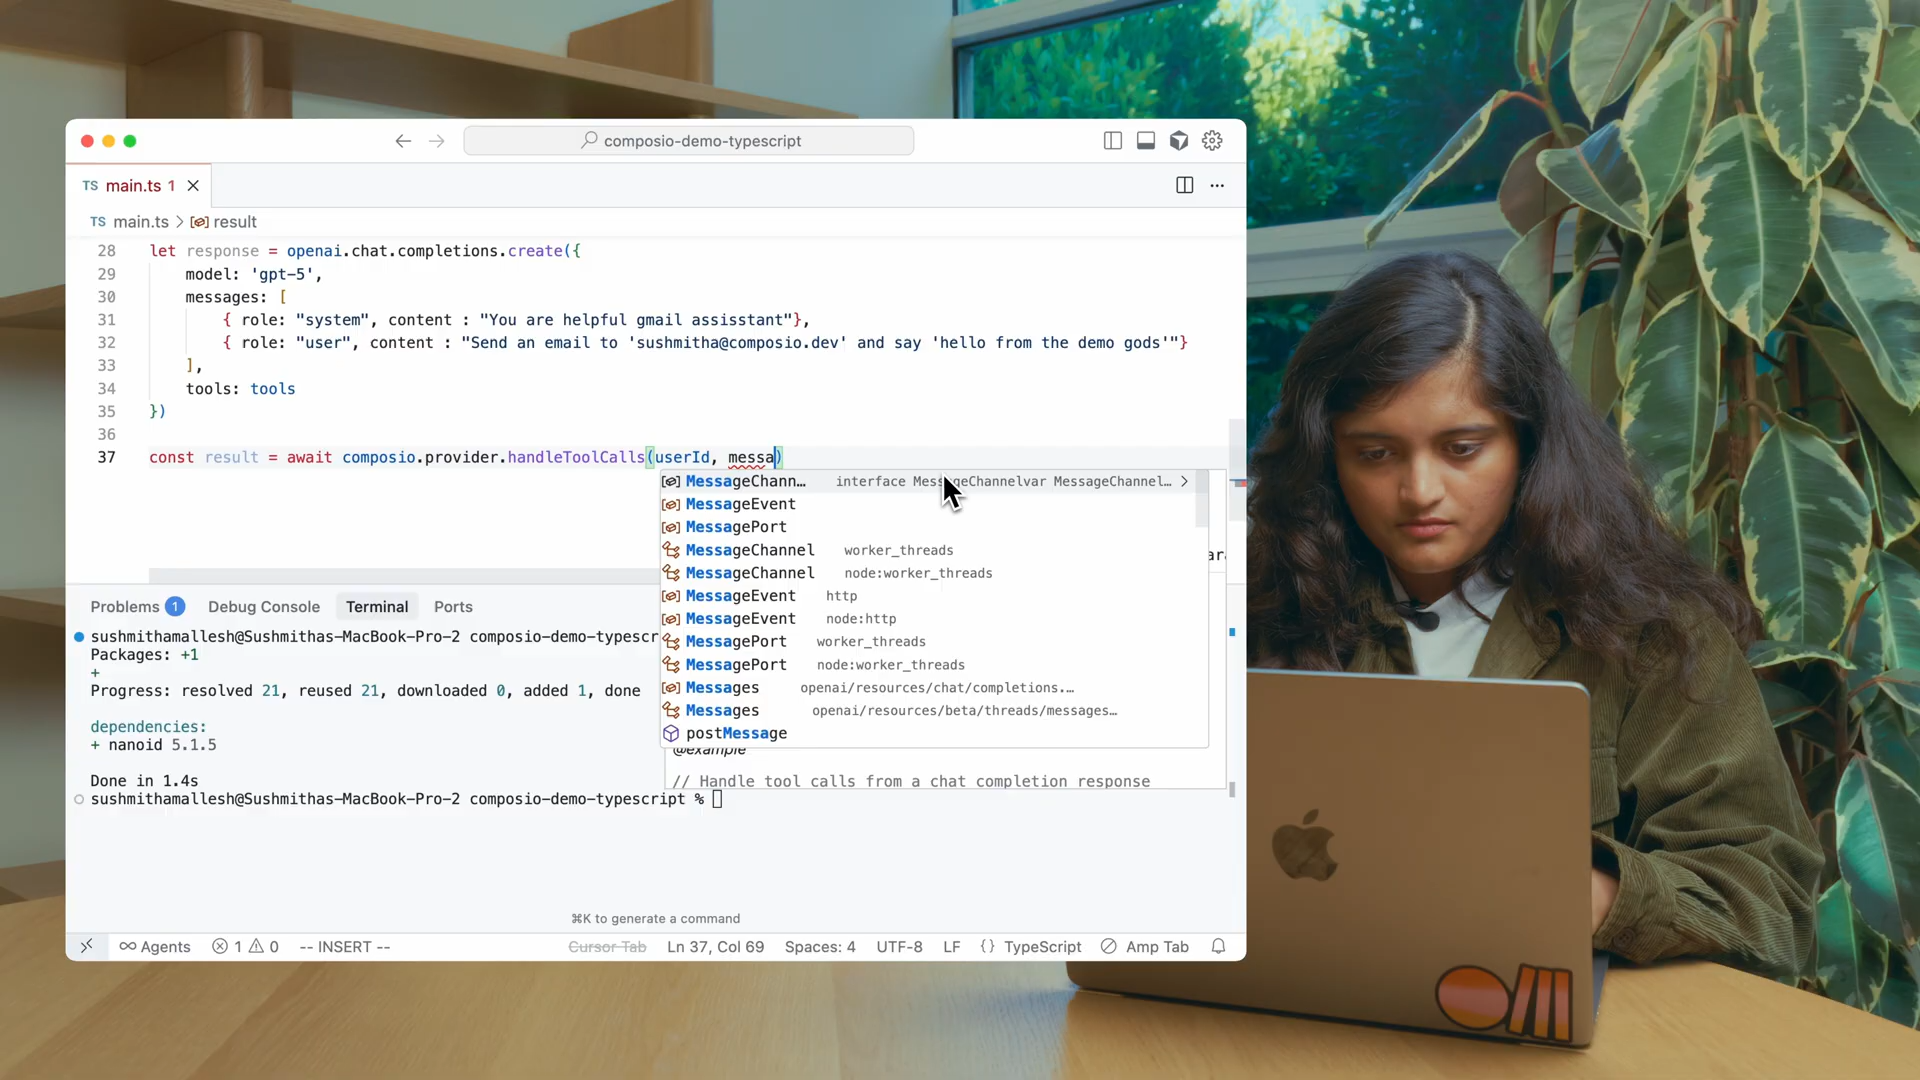 composio-demo-typescript
TS main.ts 1
TS main.ts > result
28 let response = openai.chat.completions.create({
29 model: 'gpt-5',
30 messages: [
31 { role: "system", content : "You are helpful gmail assisstant"},
32 { role: "user", content : "Send an email to 'sushmitha@composio.dev' and say 'hello from the demo gods'"}
33 ],
34 tools: tools
35 })
36
37 const result = await composio.provider.handleToolCalls(userId, messa)
MessageChann… interface MessageChannelvar MessageChannel…
MessageEvent
MessagePort
MessageChannel worker_threads
MessageChannel node:worker_threads
MessageEvent http
MessageEvent node:http
MessagePort worker_threads
MessagePort node:worker_threads
Messages openai/resources/chat/completions.…
Messages openai/resources/beta/threads/messages…
postMessage
@example
// Handle tool calls from a chat completion response
Problems 1 Debug Console Terminal Ports
sushmithamallesh@Sushmithas-MacBook-Pro-2 composio-demo-typescr
Packages: +1
+
Progress: resolved 21, reused 21, downloaded 0, added 1, done
dependencies:
+ nanoid 5.1.5
Done in 1.4s
sushmithamallesh@Sushmithas-MacBook-Pro-2 composio-demo-typescript %
⌘K to generate a command
Agents 1 0 -- INSERT -- Cursor Tab Ln 37, Col 69 Spaces: 4 UTF-8 LF {} TypeScript Amp Tab